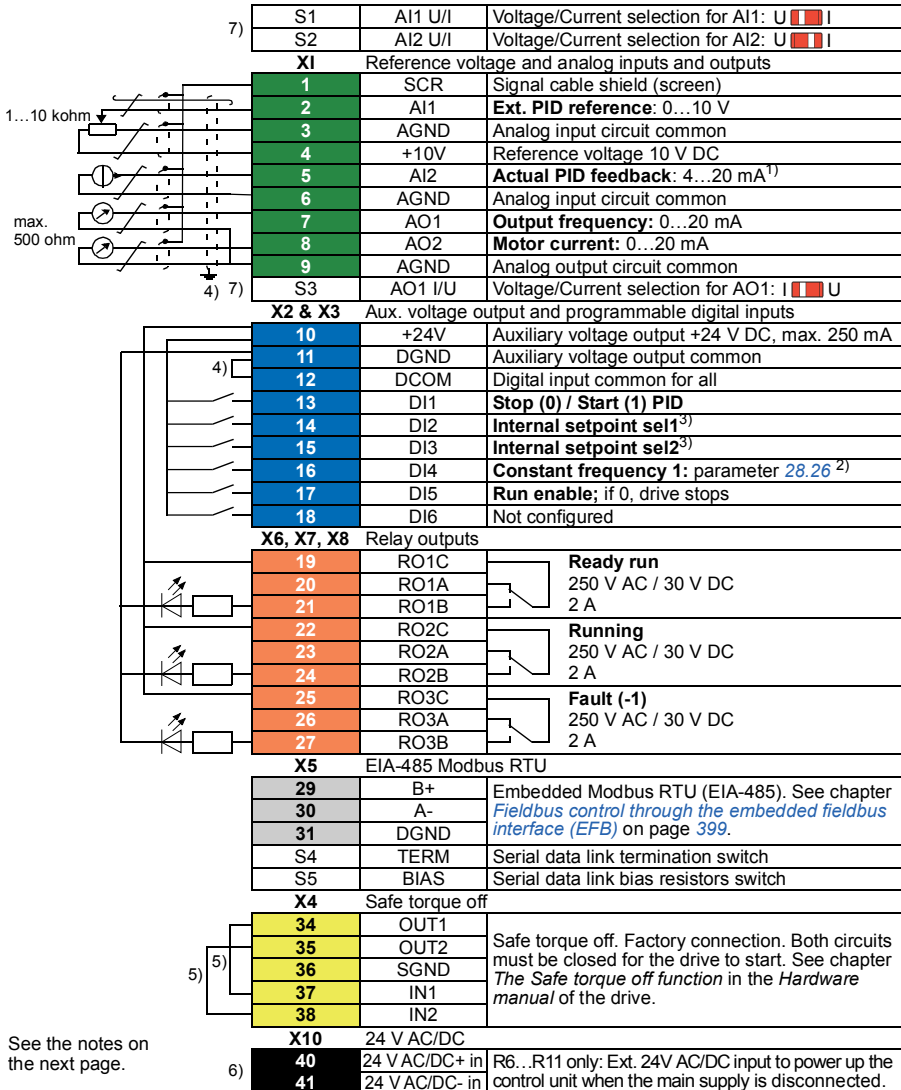 7)
S1 AI1 U/I Voltage/Current selection for AI1: U I
S2 AI2 U/I Voltage/Current selection for AI2: U I
XI Reference voltage and analog inputs and outputs
1 SCR Signal cable shield (screen)
1…10 kohm
2 AI1 Ext. PID reference: 0…10 V
3 AGND Analog input circuit common
4 +10V Reference voltage 10 V DC
5 AI2 Actual PID feedback: 4…20 mA1)
6 AGND Analog input circuit common
max.
500 ohm
7 AO1 Output frequency: 0…20 mA
8 AO2 Motor current: 0…20 mA
9 AGND Analog output circuit common
4) 7)
S3 AO1 I/U Voltage/Current selection for AO1: I U
X2 & X3 Aux. voltage output and programmable digital inputs
10 +24V Auxiliary voltage output +24 V DC, max. 250 mA
11 DGND Auxiliary voltage output common
4)
12 DCOM Digital input common for all
13 DI1 Stop (0) / Start (1) PID
14 DI2 Internal setpoint sel13)
15 DI3 Internal setpoint sel23)
16 DI4 Constant frequency 1: parameter 28.26 2)
17 DI5 Run enable; if 0, drive stops
18 DI6 Not configured
X6, X7, X8 Relay outputs
19 RO1C Ready run
20 RO1A 250 V AC / 30 V DC
21 RO1B 2 A
22 RO2C Running
23 RO2A 250 V AC / 30 V DC
24 RO2B 2 A
25 RO3C Fault (-1)
26 RO3A 250 V AC / 30 V DC
27 RO3B 2 A
X5 EIA-485 Modbus RTU
29 B+ Embedded Modbus RTU (EIA-485). See chapter
30 A- Fieldbus control through the embedded fieldbus
31 DGND interface (EFB) on page 399.
S4 TERM Serial data link termination switch
S5 BIAS Serial data link bias resistors switch
X4 Safe torque off
34 OUT1
35 OUT2
36 SGND
37 IN1
38 IN2
Safe torque off. Factory connection. Both circuits
must be closed for the drive to start. See chapter
The Safe torque off function in the Hardware
manual of the drive.
5) 5)
X10 24 V AC/DC
See the notes on
the next page.
6)
40 24 V AC/DC+ in R6…R11 only: Ext. 24V AC/DC input to power up the
41 24 V AC/DC- in control unit when the main supply is disconnected.